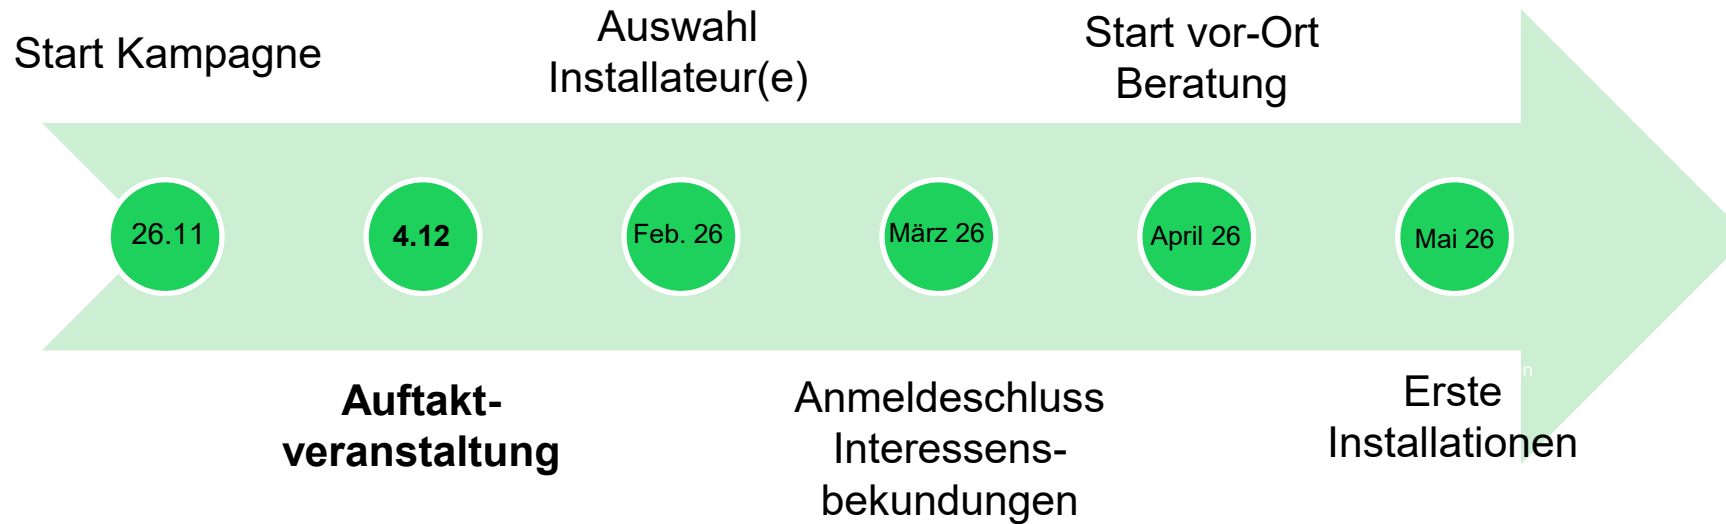 Start Kampagne
Auswahl
Installateur(e)
Start vor-Ort
Beratung
26.11
4.12
Feb. 26
März 26
April 26
Mai 26
Auftakt-
veranstaltung
Anmeldeschluss
Interessens-
bekundungen
Erste
Installationen